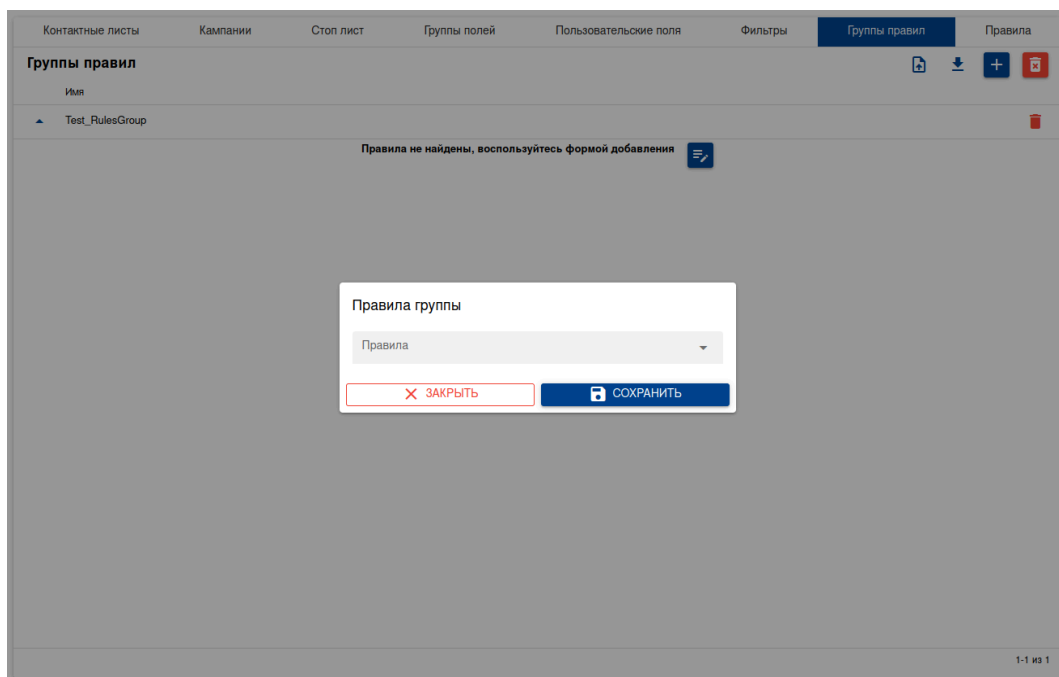 Контактные листы Кампании Стоп лист Группы полей Пользовательские поля Фильтры Группы правил Правила
Группы правил
Имя
Test_RulesGroup
Правила не найдены, воспользуйтесь формой добавления
Правила группы
Правила
ЗАКРЫТЬ СОХРАНИТЬ
1-1 из 1